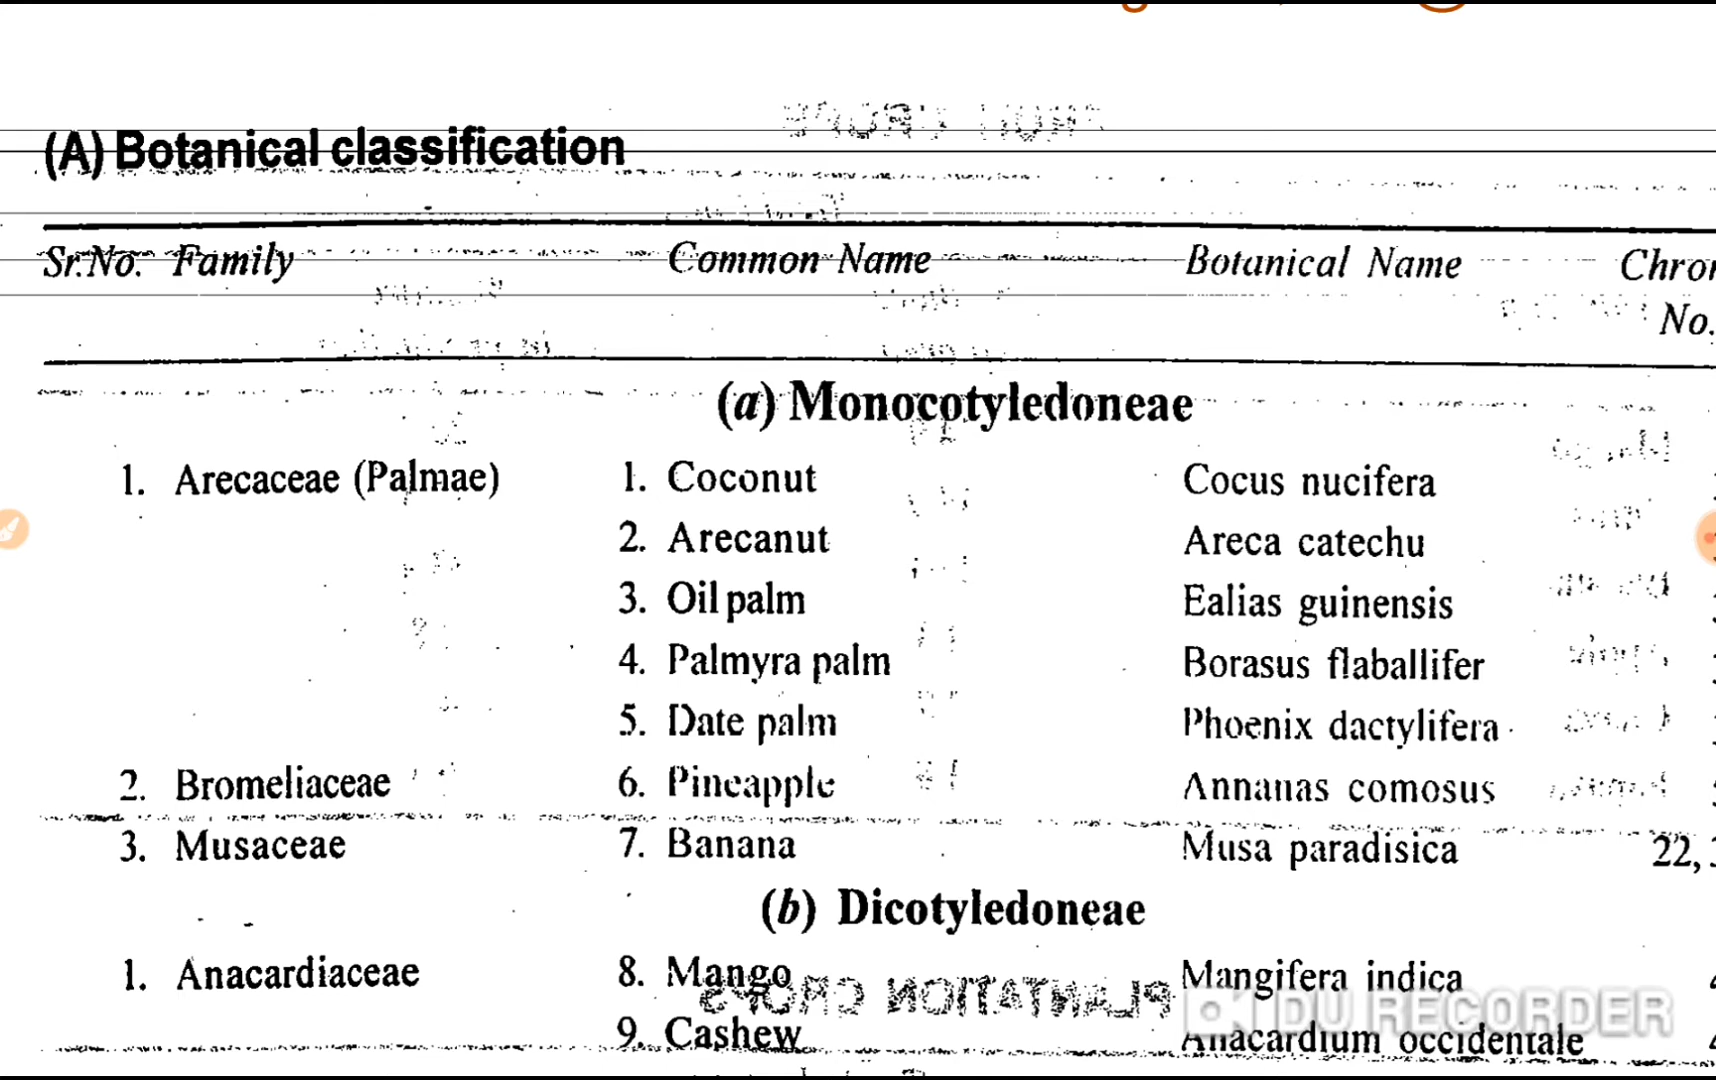 (A) Botanical classification
Sr.No. Family Common Name Botanical Name
No.
(a) Monocotyledoneae
1. Arecaceae (Palmae) 1. Coconut Cocus nucifera
2. Arecanut Areca catechu
3. Oil palm Ealias guinensis
4. Palmyra palm Borasus flaballifer
5. Date palm Phoenix dactylifera
2. Bromeliaceae 6. Pineapple Annanas comosus
3. Musaceae 7. Banana Musa paradisica 22,
(b) Dicotyledoneae
1. Anacardiaceae 8. Mango Mangifera indica
PLANTATION CROPS
DU RECORDER
9. Cashew Anacardium occidentale